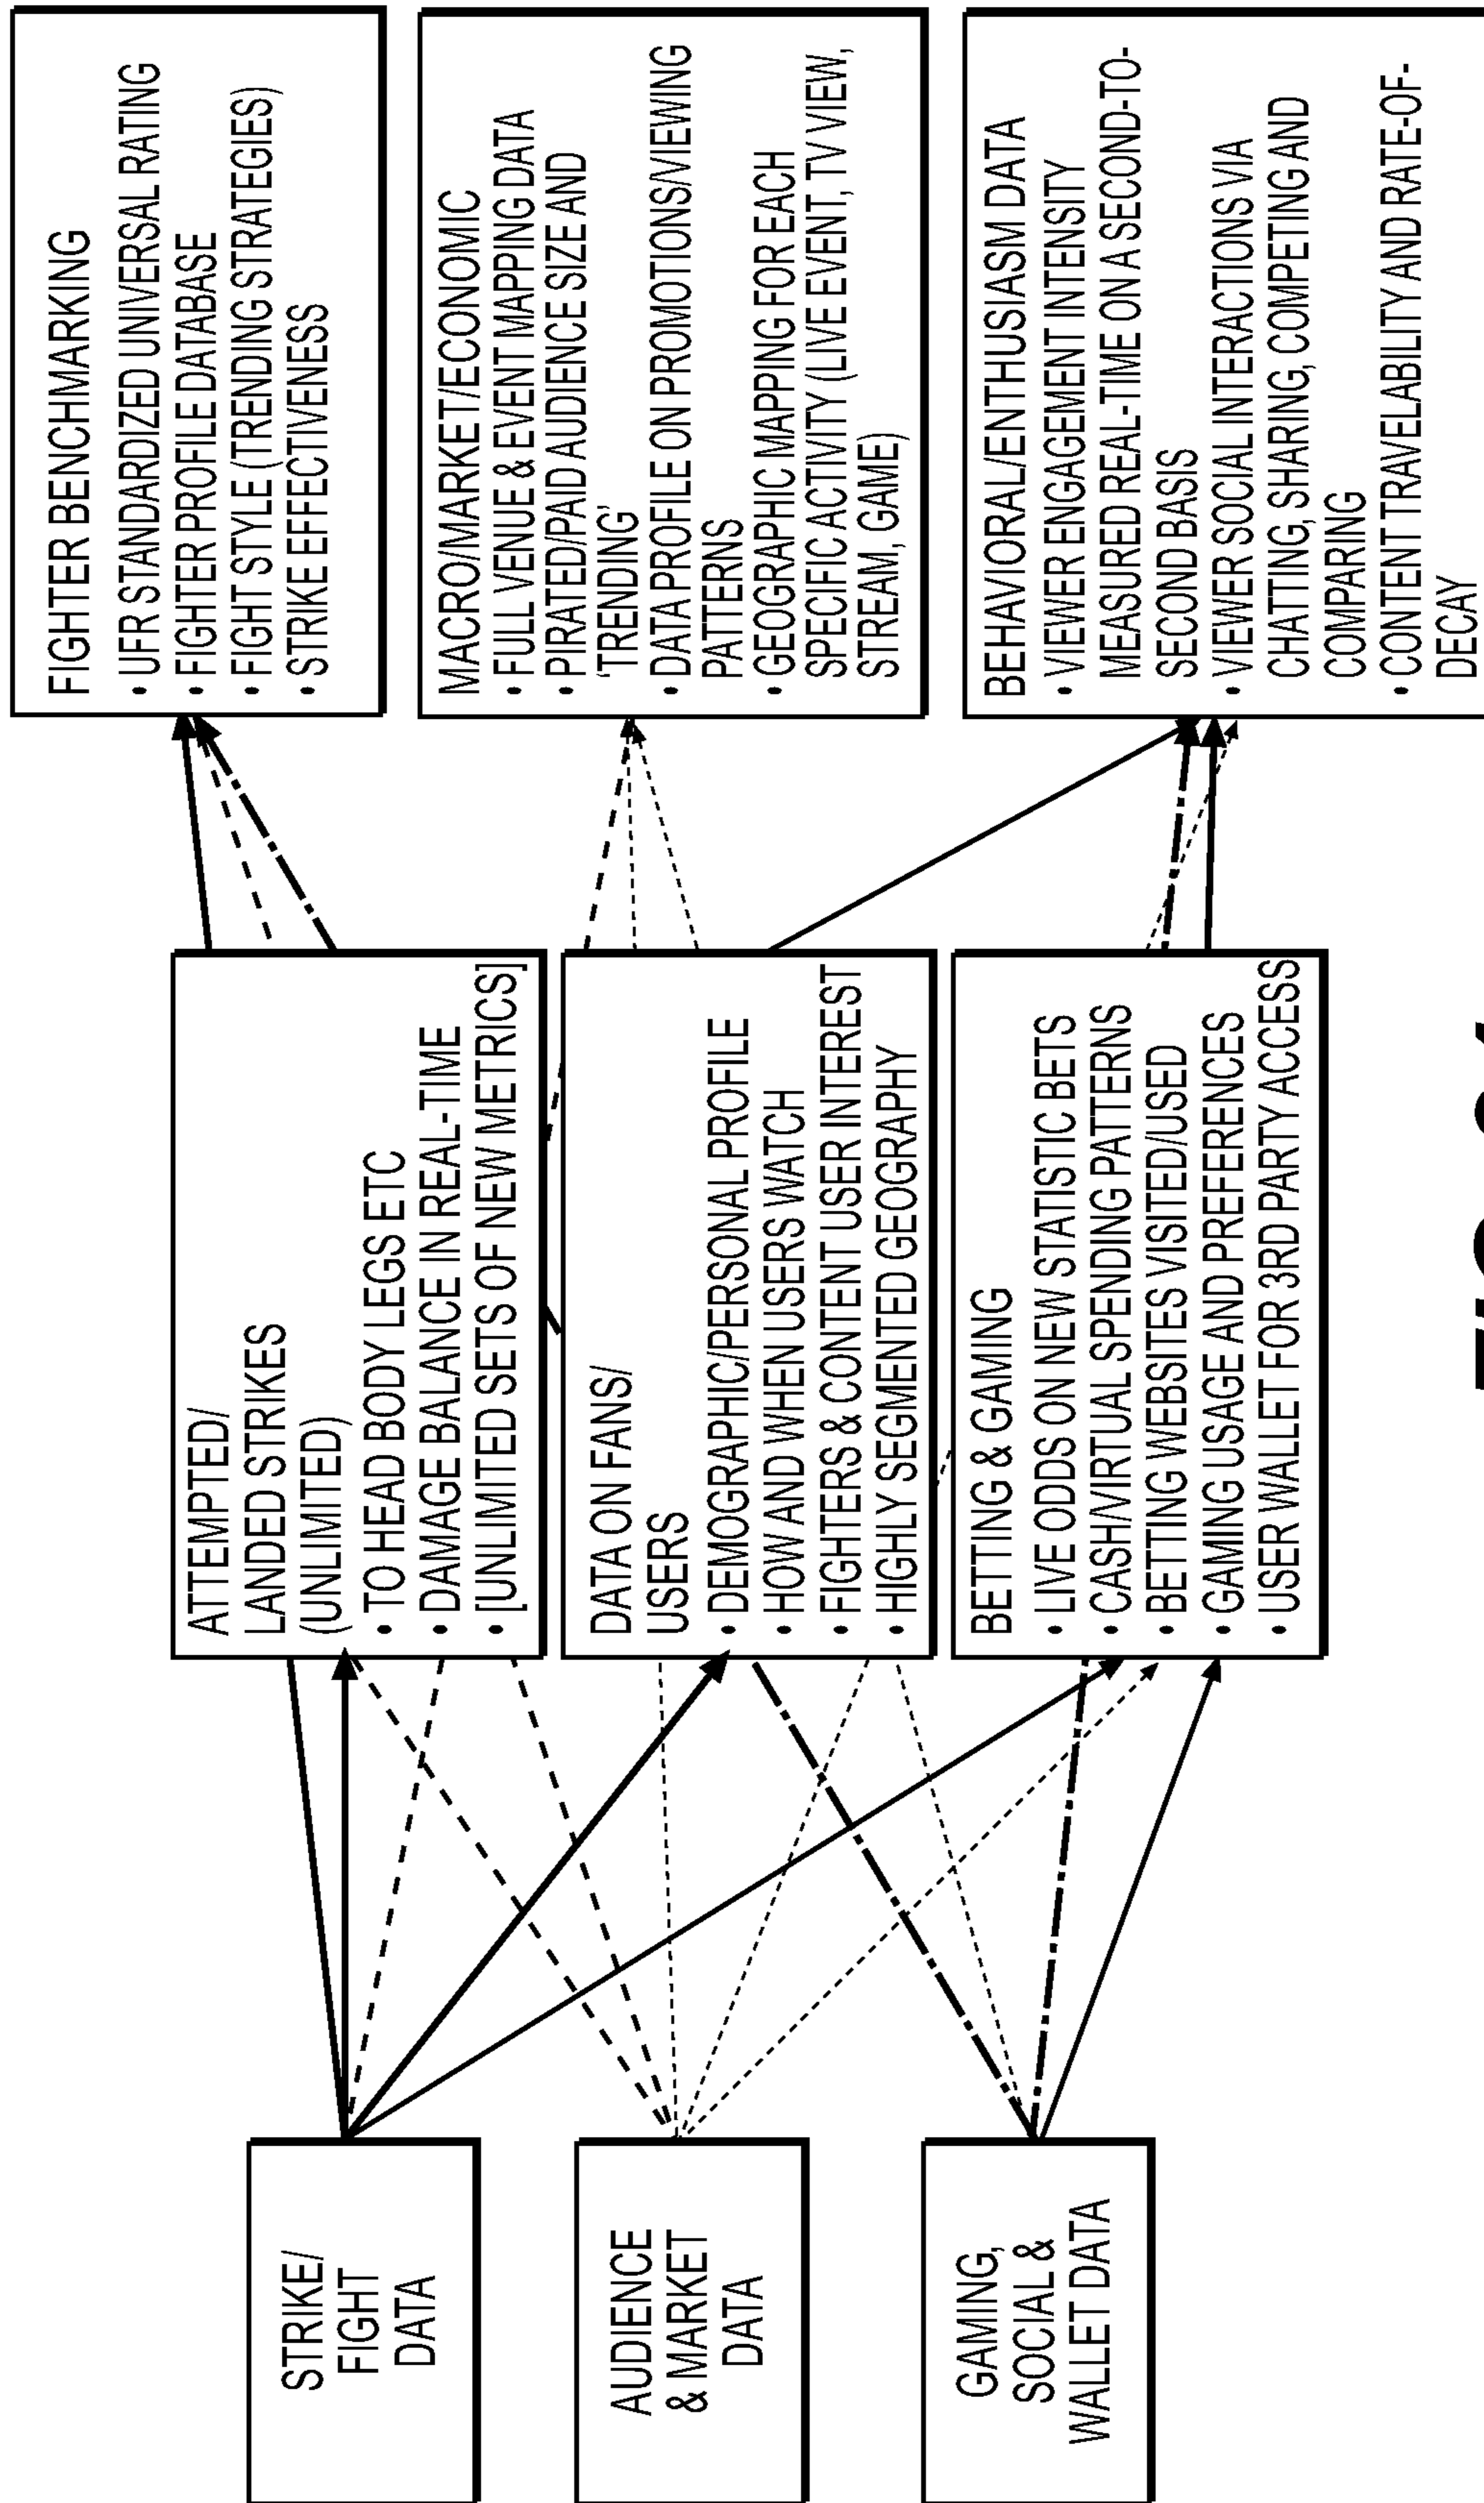 STRIKE/
FIGHT
DATA
AUDIENCE
& MARKET
DATA
GAMING,
SOCIAL &
WALLET DATA
ATTEMPTED/
LANDED STRIKES
(UNLIMITED)
• TO HEAD BODY LEGS ETC
• DAMAGE BALANCE IN REAL-TIME
• [UNLIMITED SETS OF NEW METRICS]
DATA ON FANS/
USERS
• DEMOGRAPHIC/PERSONAL PROFILE
• HOW AND WHEN USERS WATCH
• FIGHTERS & CONTENT USER INTEREST
• HIGHLY SEGMENTED GEOGRAPHY
BETTING & GAMING
• LIVE ODDS ON NEW STATISTIC BETS
• CASH/VIRTUAL SPENDING PATTERNS
• BETTING WEBSITES VISITED/USED
• GAMING USAGE AND PREFERENCES
• USER WALLET FOR 3RD PARTY ACCESS
FIGHTER BENCHMARKING
• UFR STANDARDIZED UNIVERSAL RATING
• FIGHTER PROFILE DATABASE
• FIGHT STYLE (TRENDING STRATEGIES)
• STRIKE EFFECTIVENESS
MACRO/MARKET/ECONOMIC
• FULL VENUE & EVENT MAPPING DATA
• PIRATED/PAID AUDIENCE SIZE AND
'TRENDING'
• DATA PROFILE ON PROMOTIONS/VIEWING
PATTERNS
• GEOGRAPHIC MAPPING FOR EACH
SPECIFIC ACTIVITY (LIVE EVENT, TV VIEW,
STREAM, GAME)
BEHAVIORAL/ENTHUSIASM DATA
• VIEWER ENGAGEMENT INTENSITY
MEASURED REAL-TIME ON A SECOND-TO-
SECOND BASS
• VIEWER SOCIAL INTERACTIONS VIA
CHATTING, SHARING, COMPETING AND
COMPARING
• CONTENT TRAVELABILITY AND RATE-OF-
DECAY